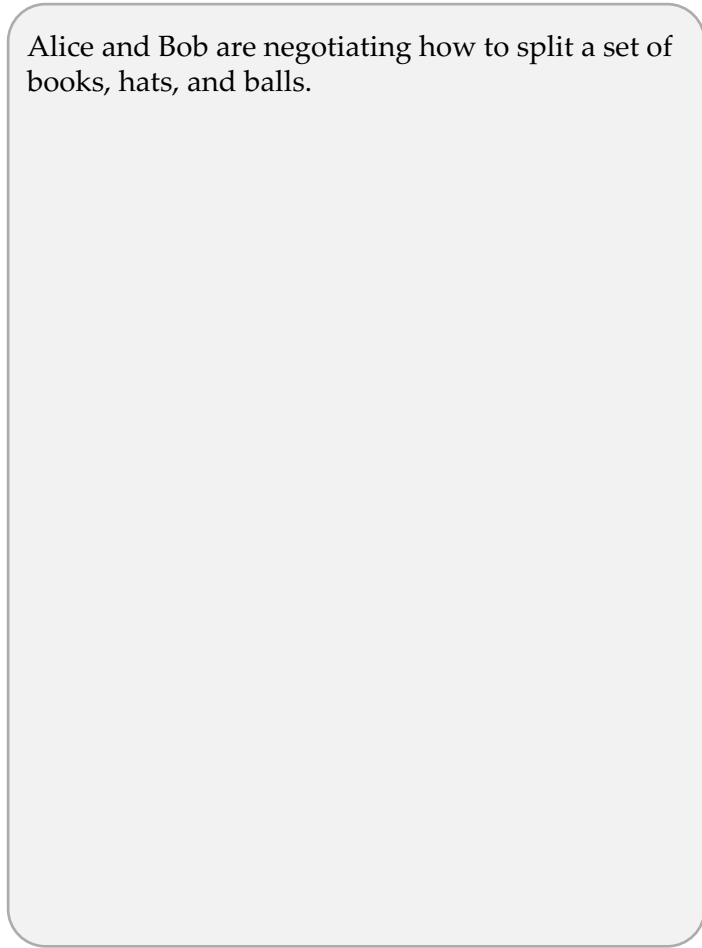 Alice and Bob are negotiating how to split a set of
books, hats, and balls.